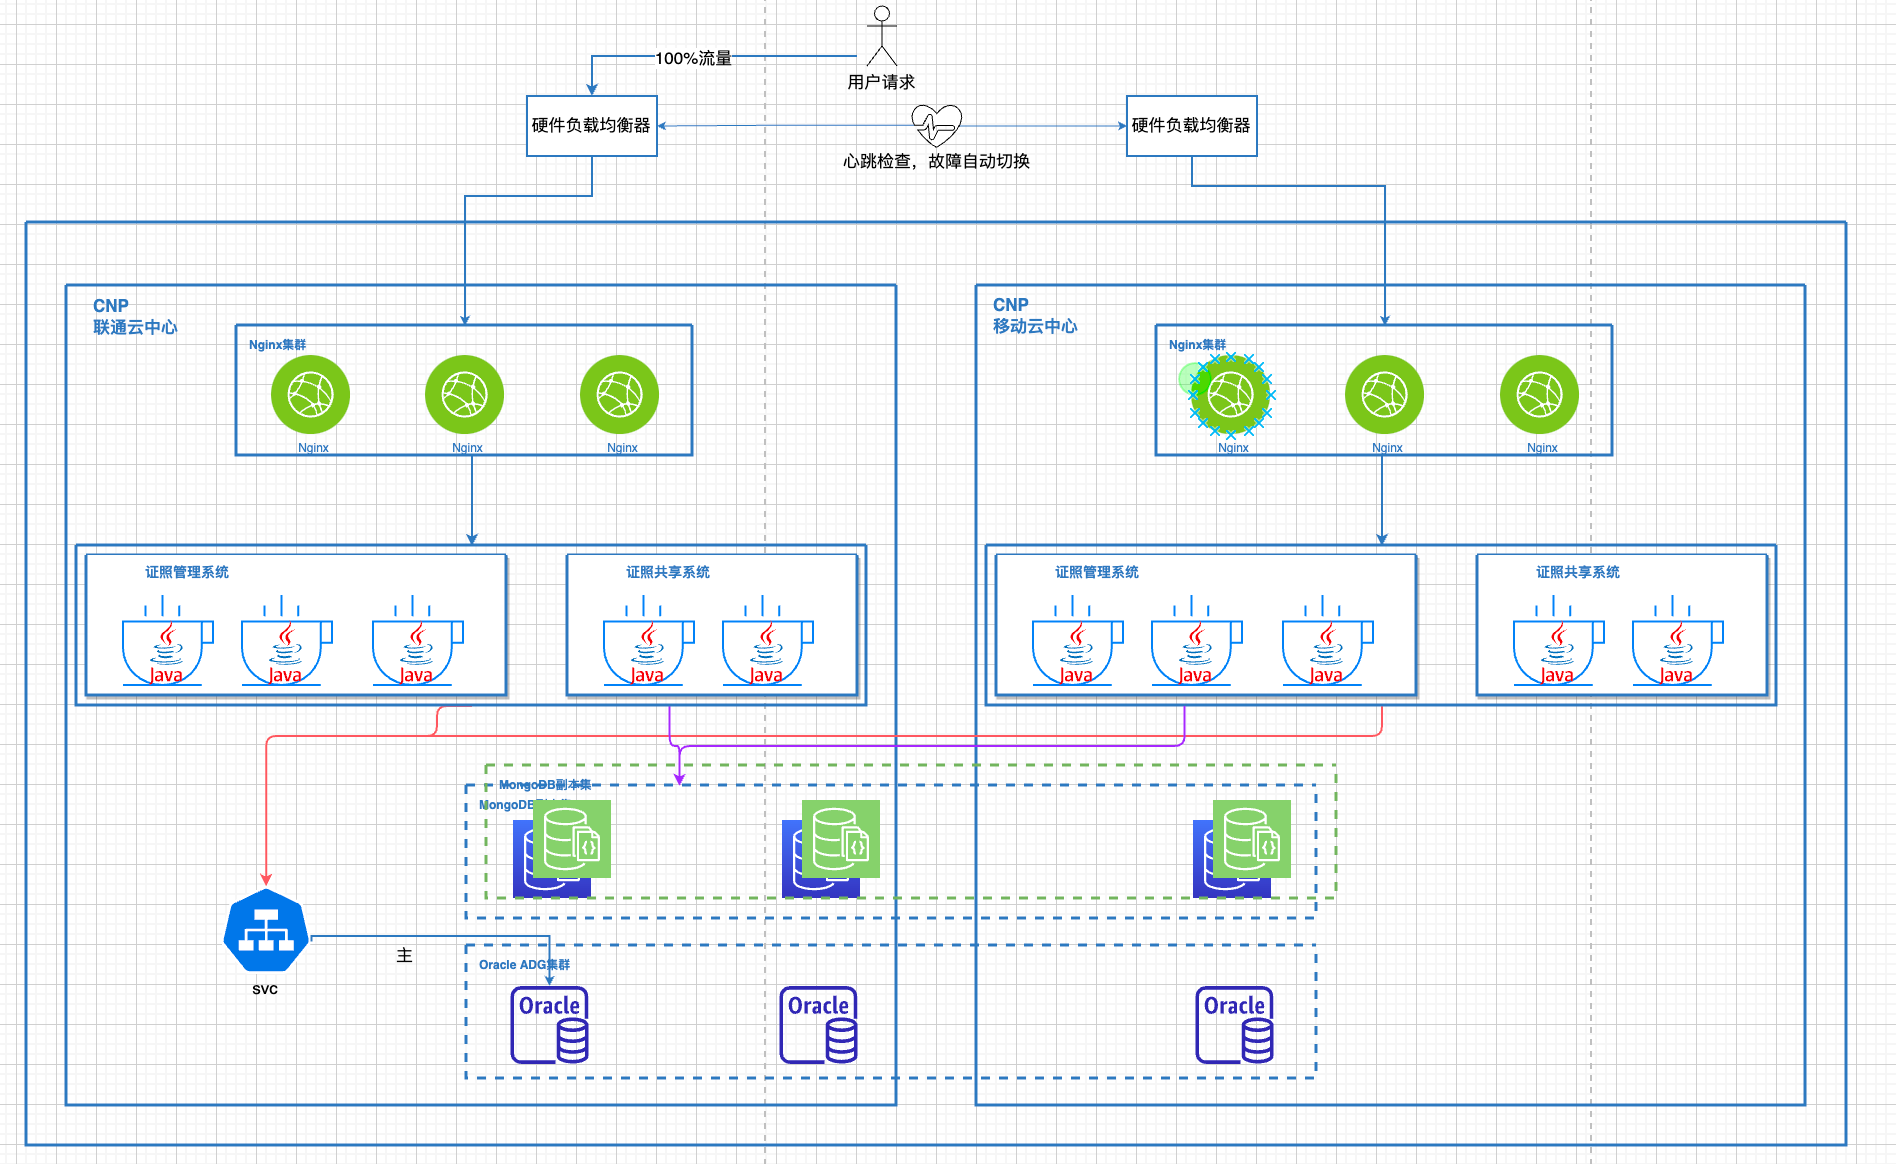 100%流量
用户请求
硬件负载均衡器
硬件负载均衡器
心跳检查，故障自动切换
CNP
联通云中心
CNP
移动云中心
Nginx集群
Nginx
Nginx
Nginx
Nginx集群
Nginx
Nginx
Nginx
证照管理系统
Java
Java
Java
证照共享系统
Java
Java
证照管理系统
Java
Java
Java
证照共享系统
Java
Java
MongoDB副本集
SVC
主
Oracle ADG集群
Oracle
Oracle
Oracle